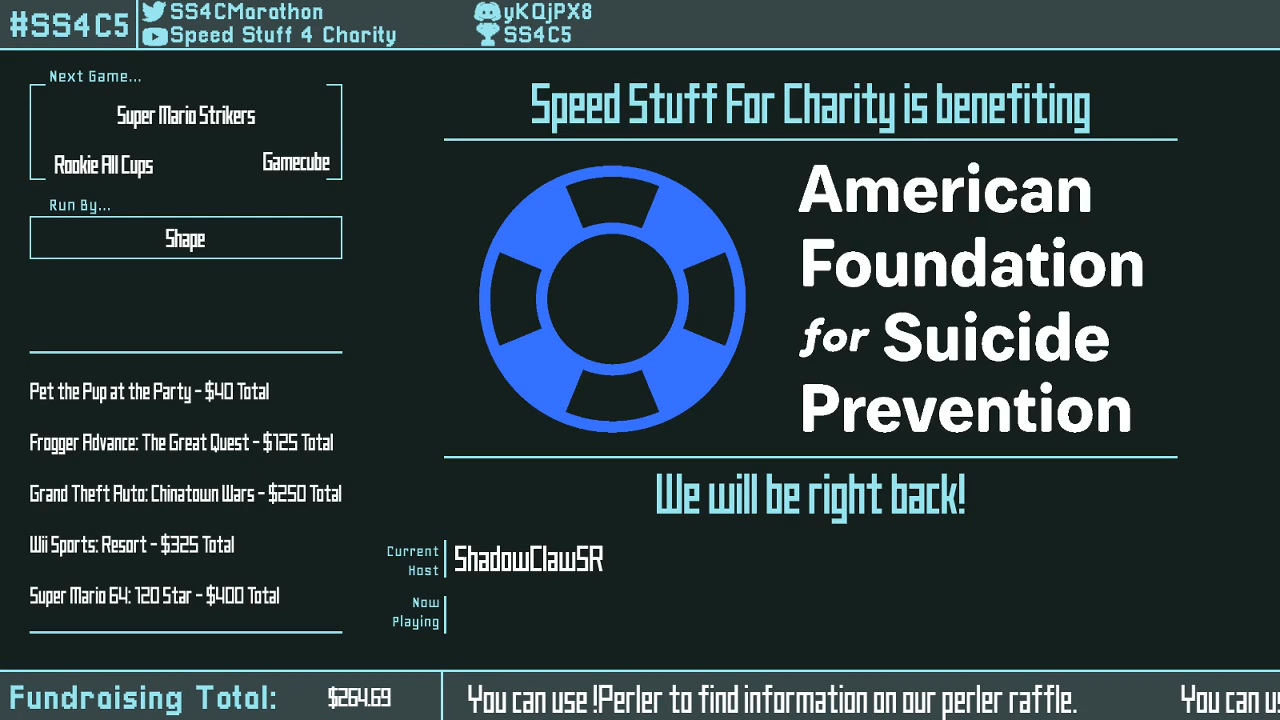 #SS4C5
SS4CMarathon
Speed Stuff 4 Charity
yKQjPX8
SS4C5
Next Game...
Super Mario Strikers
Rookie All Cups
Gamecube
Run By...
Shape
Pet the Pup at the Party - $40 Total
Frogger Advance: The Great Quest - $125 Total
Grand Theft Auto: Chinatown Wars - $250 Total
Wii Sports: Resort - $325 Total
Super Mario 64: 120 Star - $400 Total
Speed Stuff For Charity is benefiting
American
Foundation
for Suicide
Prevention
We will be right back!
Current
Host
ShadowClawSR
Now
Playing
Fundraising Total:
$264.69
You can use !Perler to find information on our perler raffle.
You can u